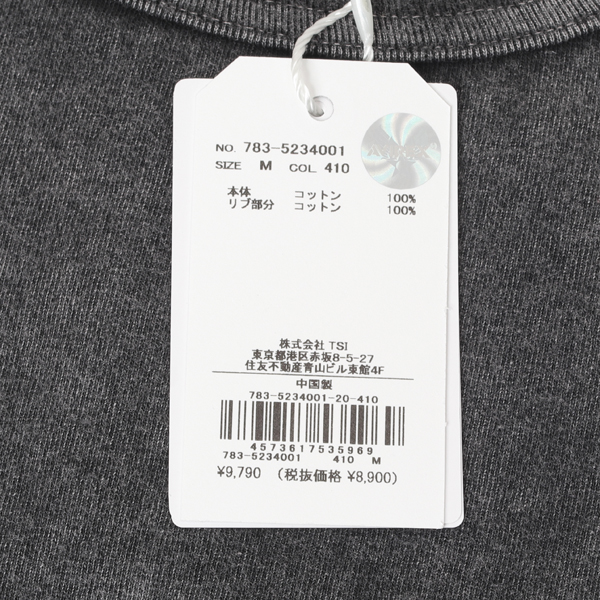 NO. 783-5234001
SIZE M COL 410
本体 コットン 100%
リブ部分 コットン 100%
株式会社 TSI
東京都港区赤坂8-5-27
住友不動産青山ビル東館4F
中国製
783-5234001-20-410
4573617535969
783-5234001 410 M
¥9,790 (税抜価格 ¥8,900)